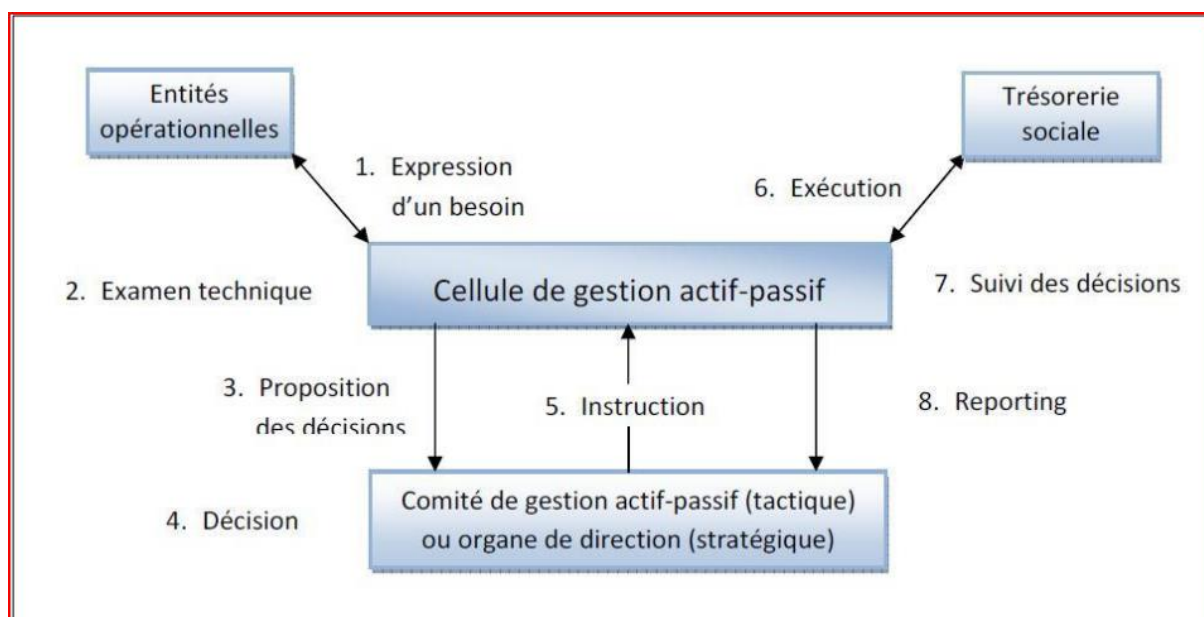 Entités
opérationnelles
Trésorerie
sociale
1. Expression
d’un besoin
6. Exécution
2. Examen technique
Cellule de gestion actif-passif
7. Suivi des décisions
3. Proposition
des décisions
5. Instruction
8. Reporting
4. Décision
Comité de gestion actif-passif (tactique)
ou organe de direction (stratégique)